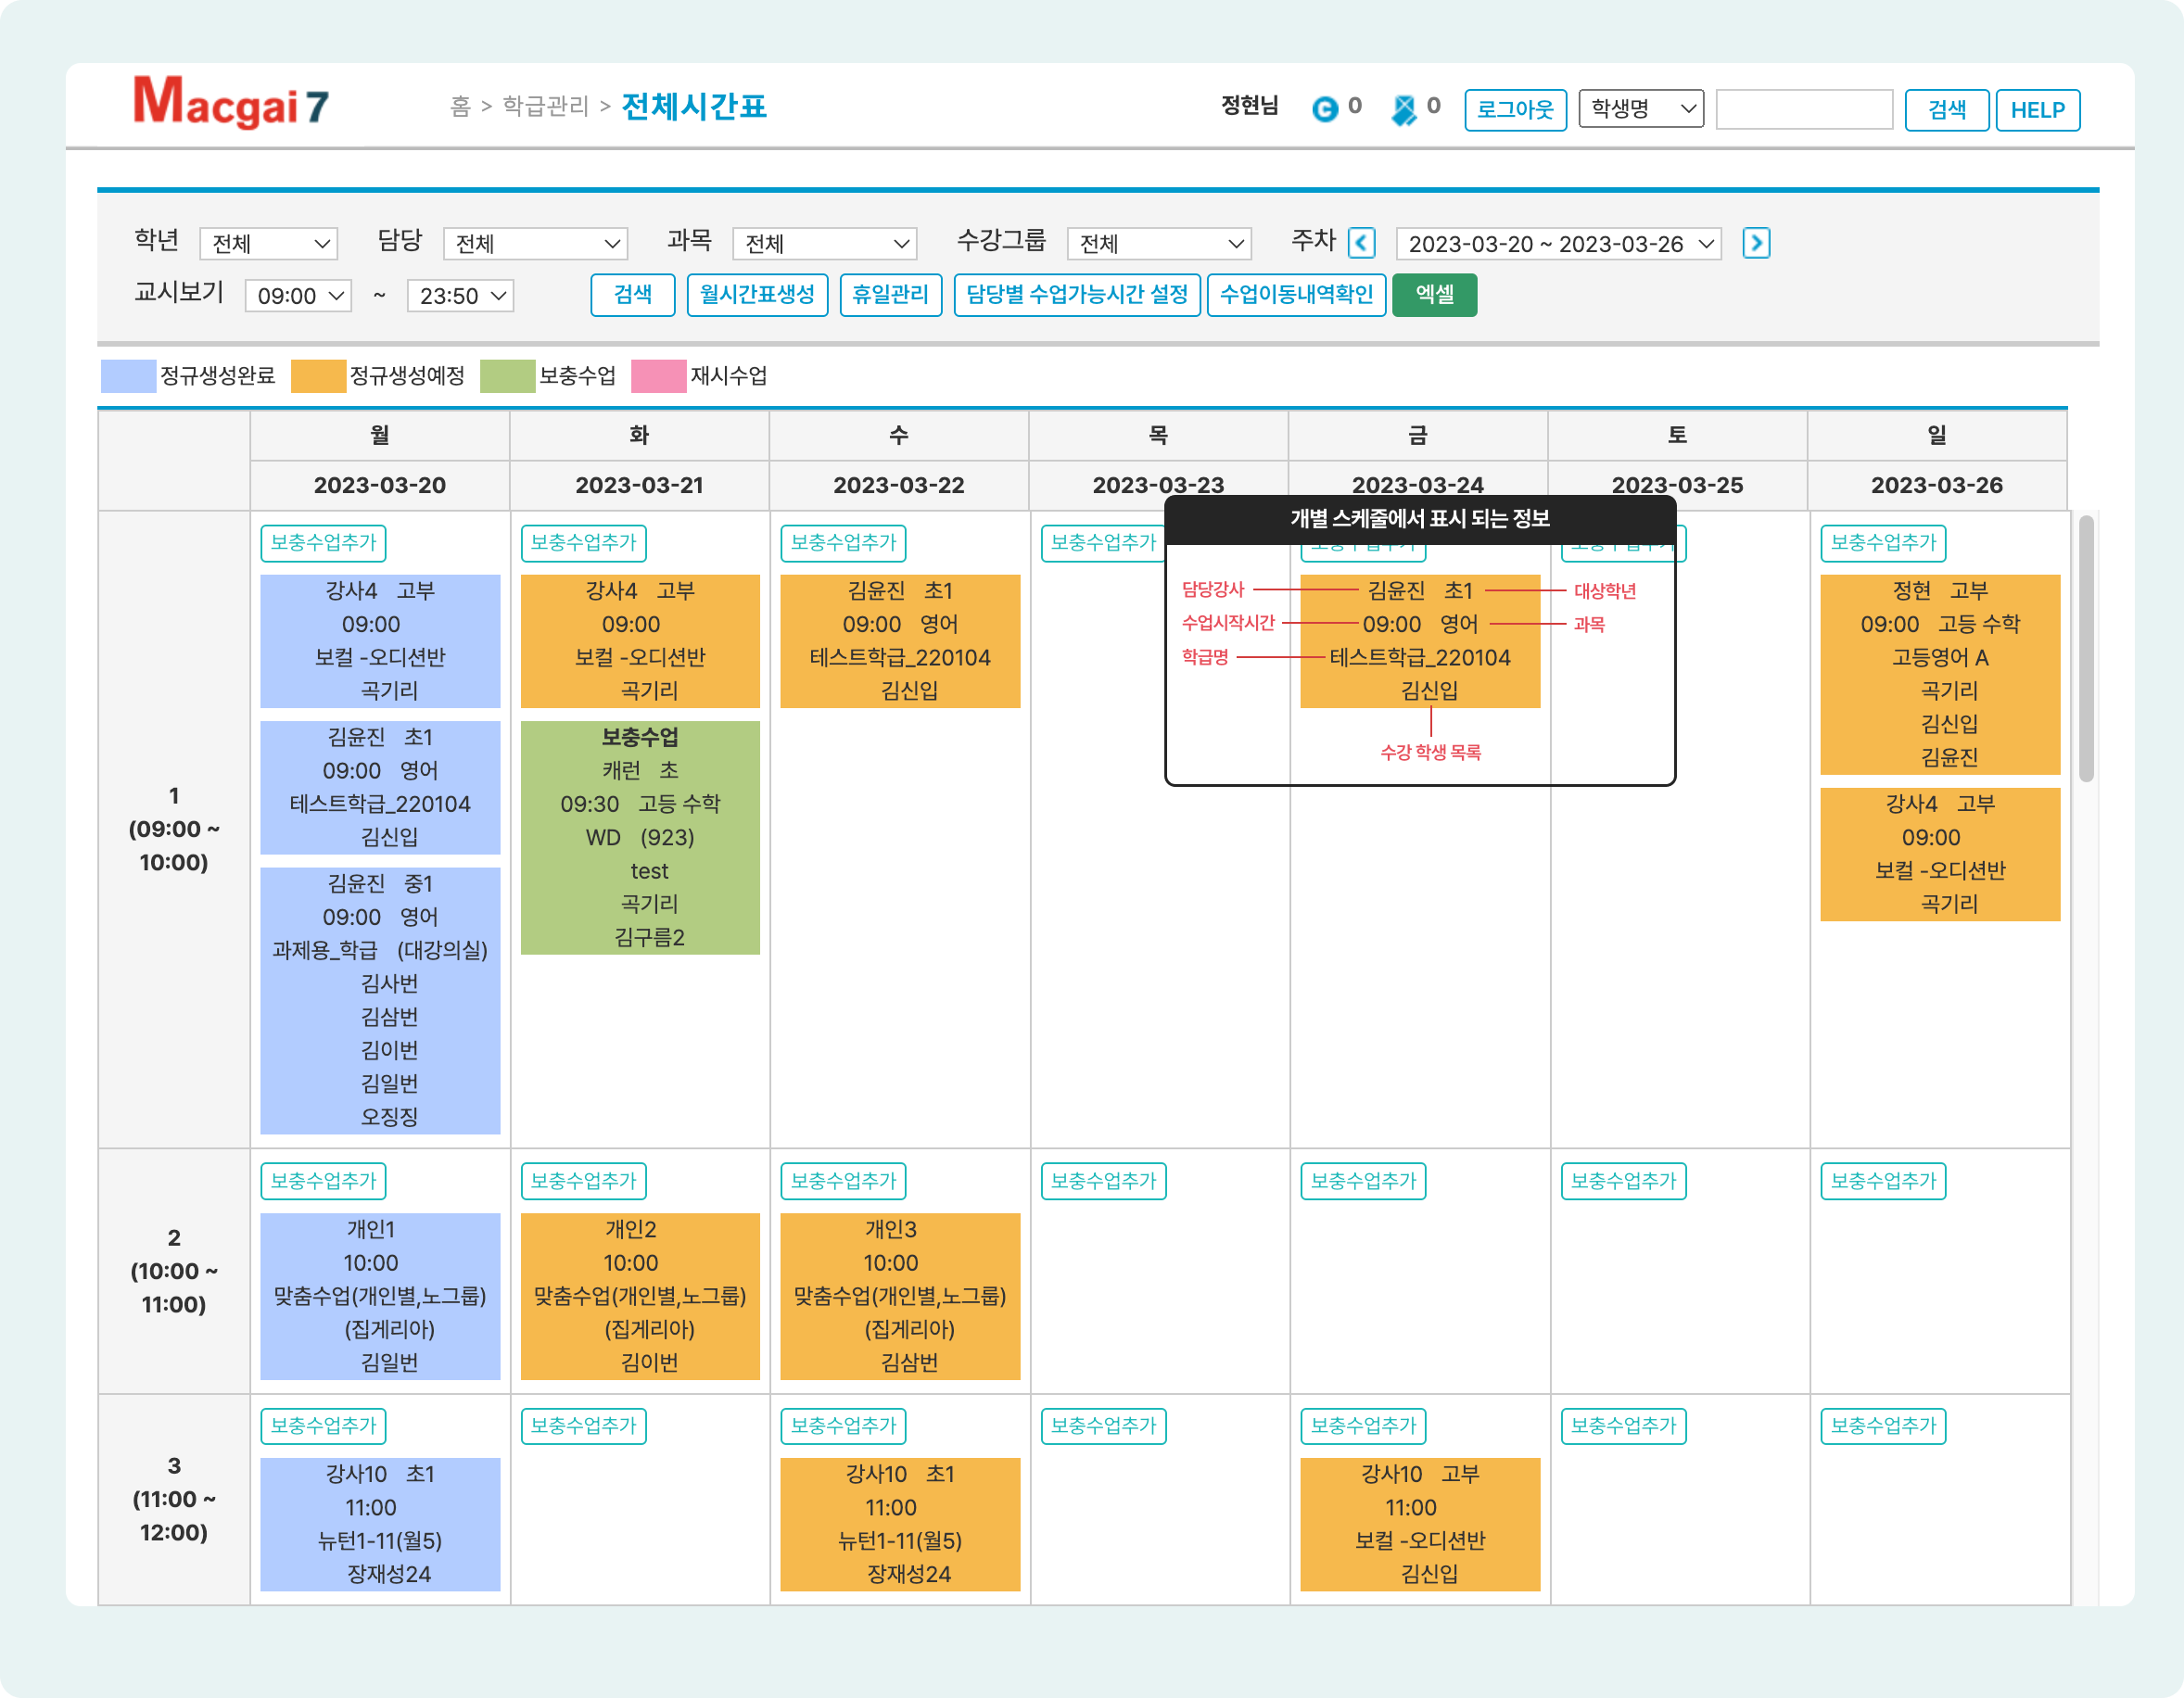 Macgai 7
홈 > 학급관리 > 전체시간표
정현님 0 0 로그아웃 학생명 검색 HELP
학년 전체 담당 전체 과목 전체 수강그룹 전체 주차 2023-03-20 ~ 2023-03-26
교시보기 09:00 ~ 23:50 검색 월시간표생성 휴일관리 담당별 수업가능시간 설정 수업이동내역확인 엑셀
정규생성완료 정규생성예정 보충수업 재시수업
월 화 수 목 금 토 일
2023-03-20 2023-03-21 2023-03-22 2023-03-23 2023-03-24 2023-03-25 2023-03-26
1
(09:00 ~
10:00)
보충수업추가
강사4 고부
09:00
보컬 -오디션반
곡기리
김윤진 초1
09:00 영어
테스트학급_220104
김신입
김윤진 중1
09:00 영어
과제용_학급 (대강의실)
김사번
김삼번
김이번
김일번
오징징
보충수업추가
강사4 고부
09:00
보컬 -오디션반
곡기리
보충수업
캐런 초
09:30 고등 수학
WD (923)
test
곡기리
김구름2
보충수업추가
김윤진 초1
09:00 영어
테스트학급_220104
김신입
보충수업추가
개별 스케줄에서 표시 되는 정보
보충수업추가
보충수업추가
담당강사 김윤진 초1 대상학년
수업시작시간 09:00 영어 과목
학급명 테스트학급_220104
김신입
수강 학생 목록
보충수업추가
정현 고부
09:00 고등 수학
고등영어 A
곡기리
김신입
김윤진
강사4 고부
09:00
보컬 -오디션반
곡기리
2
(10:00 ~
11:00)
보충수업추가 보충수업추가 보충수업추가 보충수업추가 보충수업추가 보충수업추가 보충수업추가
개인1
10:00
맞춤수업(개인별,노그룹)
(집게리아)
김일번
개인2
10:00
맞춤수업(개인별,노그룹)
(집게리아)
김이번
개인3
10:00
맞춤수업(개인별,노그룹)
(집게리아)
김삼번
3
(11:00 ~
12:00)
보충수업추가 보충수업추가 보충수업추가 보충수업추가 보충수업추가 보충수업추가 보충수업추가
강사10 초1
11:00
뉴턴1-11(월5)
장재성24
강사10 초1
11:00
뉴턴1-11(월5)
장재성24
강사10 고부
11:00
보컬 -오디션반
김신입